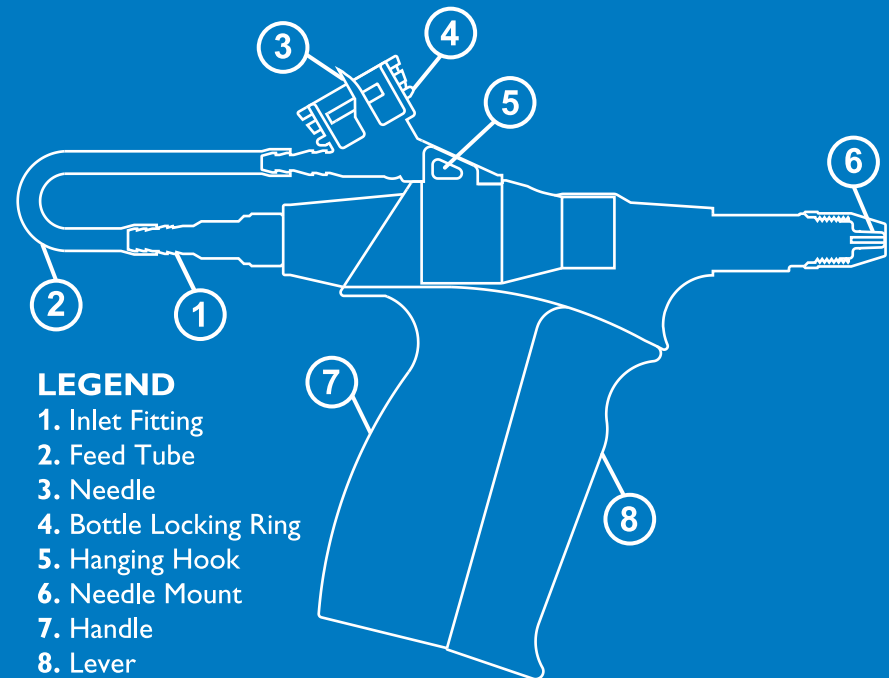 3
4
5
6
2
1
7
8
LEGEND
1. Inlet Fitting
2. Feed Tube
3. Needle
4. Bottle Locking Ring
5. Hanging Hook
6. Needle Mount
7. Handle
8. Lever